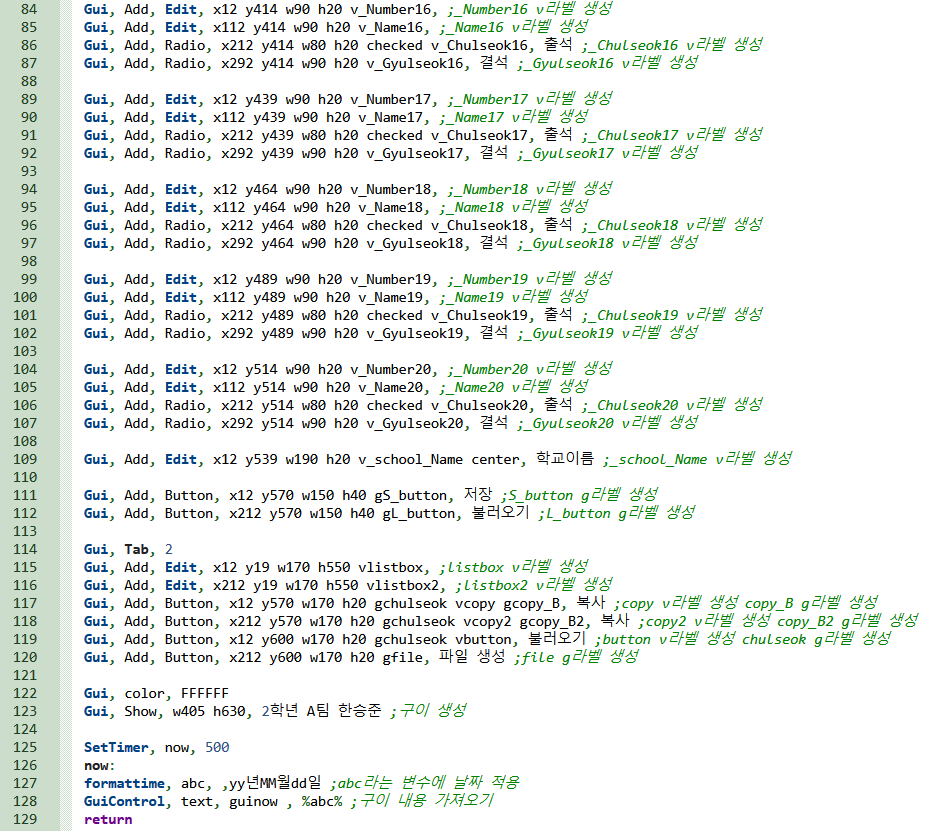 84 Gui, Add, Edit, x12 y414 w90 h20 v_Number16, ;_Number16 v라벨 생성
85 Gui, Add, Edit, x112 y414 w90 h20 v_Name16, ;_Name16 v라벨 생성
86 Gui, Add, Radio, x212 y414 w80 h20 checked v_Chulseok16, 출석 ;_Chulseok16 v라벨 생성
87 Gui, Add, Radio, x292 y414 w90 h20 v_Gyulseok16, 결석 ;_Gyulseok16 v라벨 생성
88
89 Gui, Add, Edit, x12 y439 w90 h20 v_Number17, ;_Number17 v라벨 생성
90 Gui, Add, Edit, x112 y439 w90 h20 v_Name17, ;_Name17 v라벨 생성
91 Gui, Add, Radio, x212 y439 w80 h20 checked v_Chulseok17, 출석 ;_Chulseok17 v라벨 생성
92 Gui, Add, Radio, x292 y439 w90 h20 v_Gyulseok17, 결석 ;_Gyulseok17 v라벨 생성
93
94 Gui, Add, Edit, x12 y464 w90 h20 v_Number18, ;_Number18 v라벨 생성
95 Gui, Add, Edit, x112 y464 w90 h20 v_Name18, ;_Name18 v라벨 생성
96 Gui, Add, Radio, x212 y464 w80 h20 checked v_Chulseok18, 출석 ;_Chulseok18 v라벨 생성
97 Gui, Add, Radio, x292 y464 w90 h20 v_Gyulseok18, 결석 ;_Gyulseok18 v라벨 생성
98
99 Gui, Add, Edit, x12 y489 w90 h20 v_Number19, ;_Number19 v라벨 생성
100 Gui, Add, Edit, x112 y489 w90 h20 v_Name19, ;_Name19 v라벨 생성
101 Gui, Add, Radio, x212 y489 w80 h20 checked v_Chulseok19, 출석 ;_Chulseok19 v라벨 생성
102 Gui, Add, Radio, x292 y489 w90 h20 v_Gyulseok19, 결석 ;_Gyulseok19 v라벨 생성
103
104 Gui, Add, Edit, x12 y514 w90 h20 v_Number20, ;_Number20 v라벨 생성
105 Gui, Add, Edit, x112 y514 w90 h20 v_Name20, ;_Name20 v라벨 생성
106 Gui, Add, Radio, x212 y514 w80 h20 checked v_Chulseok20, 출석 ;_Chulseok20 v라벨 생성
107 Gui, Add, Radio, x292 y514 w90 h20 v_Gyulseok20, 결석 ;_Gyulseok20 v라벨 생성
108
109 Gui, Add, Edit, x12 y539 w190 h20 v_school_Name center, 학교이름 ;_school_Name v라벨 생성
110
111 Gui, Add, Button, x12 y570 w150 h40 gS_button, 저장 ;S_button g라벨 생성
112 Gui, Add, Button, x212 y570 w150 h40 gL_button, 불러오기 ;L_button g라벨 생성
113
114 Gui, Tab, 2
115 Gui, Add, Edit, x12 y19 w170 h550 vlistbox, ;listbox v라벨 생성
116 Gui, Add, Edit, x212 y19 w170 h550 vlistbox2, ;listbox2 v라벨 생성
117 Gui, Add, Button, x12 y570 w170 h20 gchulseok vcopy gcopy_B, 복사 ;copy v라벨 생성 copy_B g라벨 생성
118 Gui, Add, Button, x212 y570 w170 h20 gchulseok vcopy2 gcopy_B2, 복사 ;copy2 v라벨 생성 copy_B2 g라벨 생성
119 Gui, Add, Button, x12 y600 w170 h20 gchulseok vbutton, 불러오기 ;button v라벨 생성 chulseok g라벨 생성
120 Gui, Add, Button, x212 y600 w170 h20 gfile, 파일 생성 ;file g라벨 생성
121
122 Gui, color, FFFFFF
123 Gui, Show, w405 h630, 2학년 A팀 한승준 ;구이 생성
124
125 SetTimer, now, 500
126 now:
127 formattime, abc, ,yy년MM월dd일 ;abc라는 변수에 날짜 적용
128 GuiControl, text, guinow , %abc% ;구이 내용 가져오기
129 return